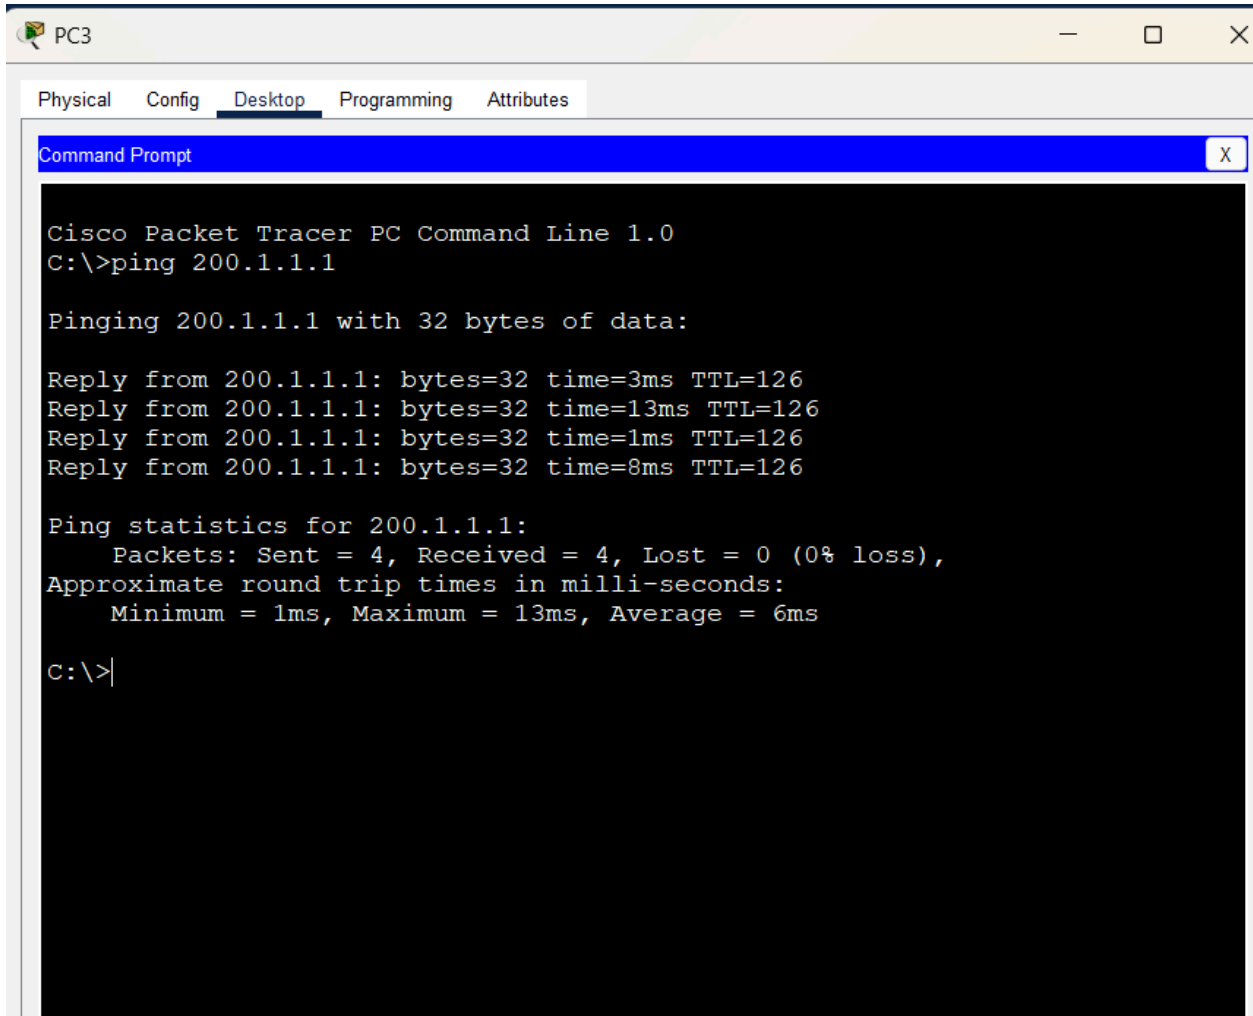 PC3
Physical Config Desktop Programming Attributes
Command Prompt X
Cisco Packet Tracer PC Command Line 1.0
C:\>ping 200.1.1.1
Pinging 200.1.1.1 with 32 bytes of data:
Reply from 200.1.1.1: bytes=32 time=3ms TTL=126
Reply from 200.1.1.1: bytes=32 time=13ms TTL=126
Reply from 200.1.1.1: bytes=32 time=1ms TTL=126
Reply from 200.1.1.1: bytes=32 time=8ms TTL=126
Ping statistics for 200.1.1.1:
Packets: Sent = 4, Received = 4, Lost = 0 (0% loss),
Approximate round trip times in milli-seconds:
Minimum = 1ms, Maximum = 13ms, Average = 6ms
C:\>